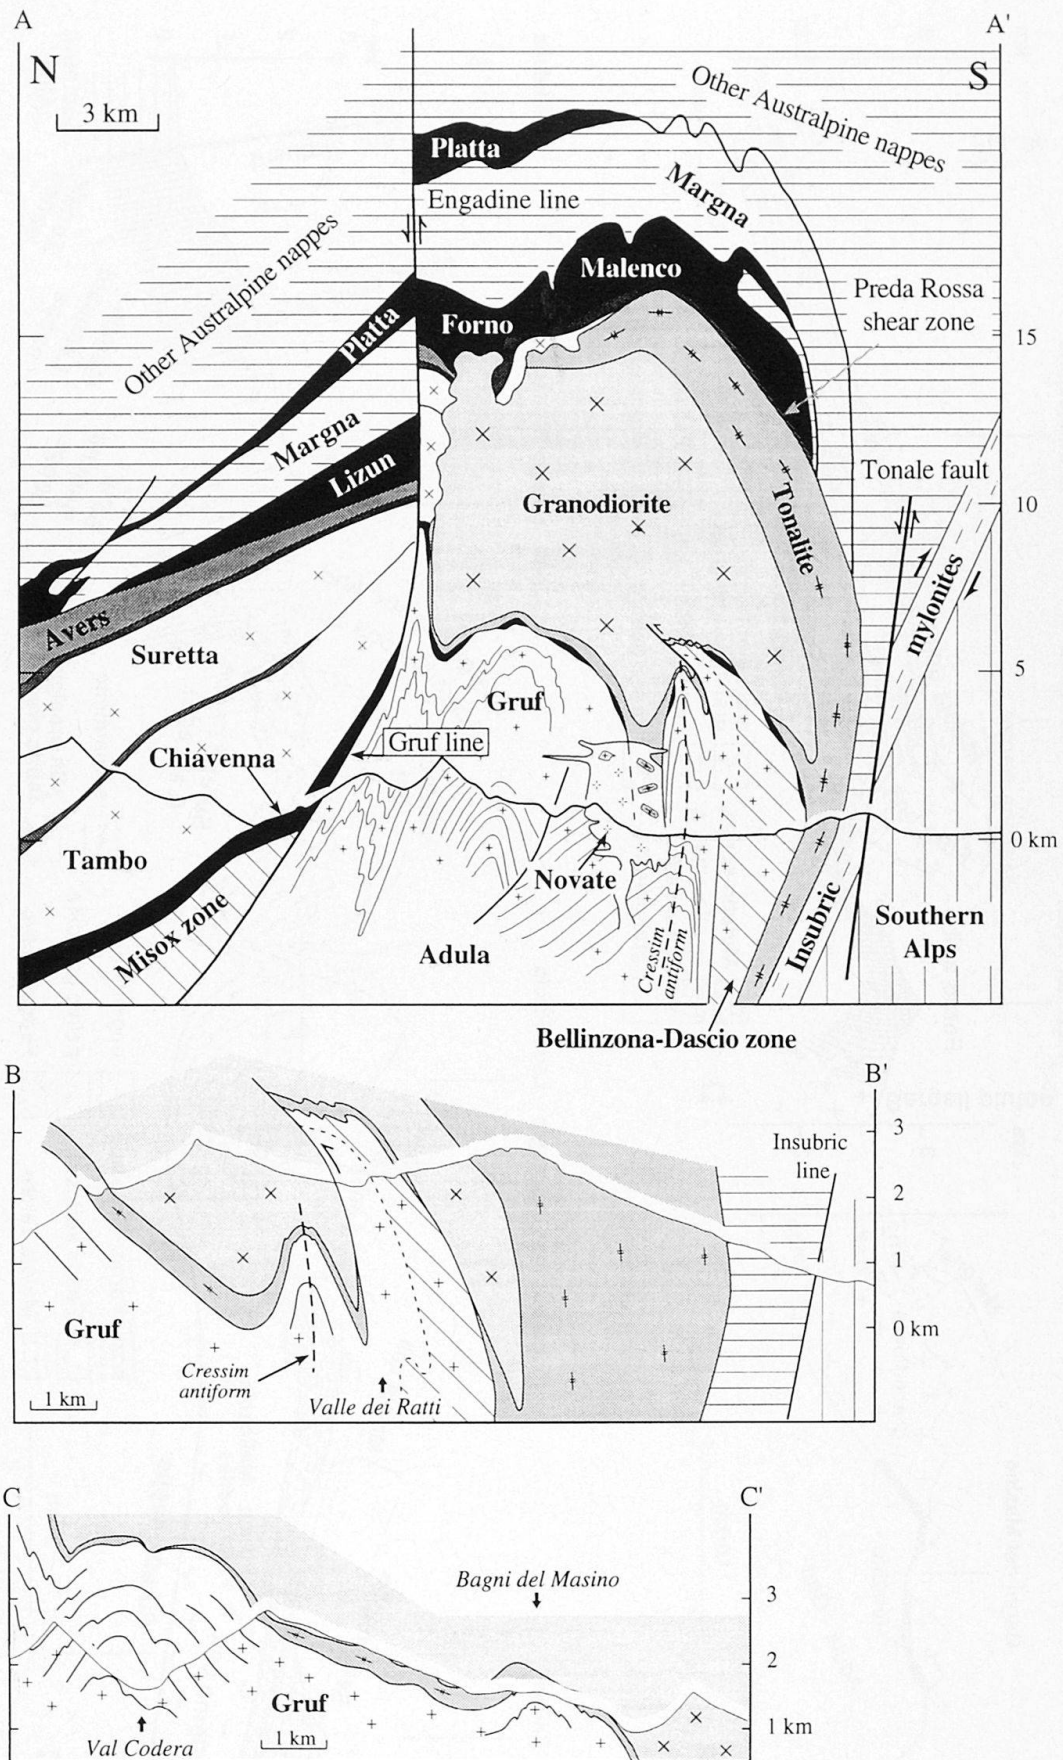 A
A'
N
S
3 km
Other Australpine nappes
Platta
Engadine line
Margna
Other Australpine nappes
Malenco
Preda Rossa
shear zone
Forno
Platta
15
Margna
Lizun
Tonale fault
Granodiorite
10
Tonalite
mylonites
Avers
Suretta
5
Gruf
Gruf line
Chiavenna
0 km
Tambo
Novate
Misox zone
Adula
Cressim
antiform
Insubric
Southern
Alps
Bellinzona-Dascio zone
B
B'
3
Insubric
line
2
1
Gruf
0 km
Cressim
antiform
1 km
Valle dei Ratti
C
C'
Bagni del Masino
3
2
Gruf
1 km
1 km
Val Codera